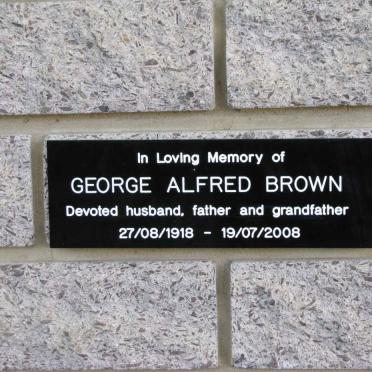 In Loving Memory of
GEORGE ALFRED BROWN
Devoted husband, father and grandfather
27/08/1918 - 19/07/2008